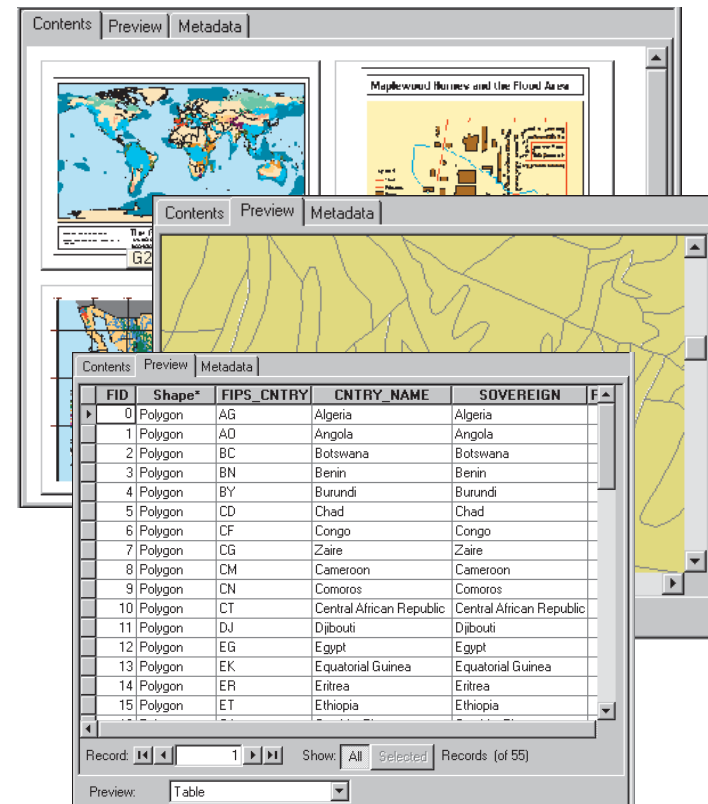 Contents Preview Metadata
Maplewood Homes and the Flood Area
G2
Contents Preview Metadata
Contents Preview Metadata
FID Shape* FIPS_CNTRY CNTRY_NAME SOVEREIGN F
0 Polygon AG Algeria Algeria
1 Polygon AO Angola Angola
2 Polygon BC Botswana Botswana
3 Polygon BN Benin Benin
4 Polygon BY Burundi Burundi
5 Polygon CD Chad Chad
6 Polygon CF Congo Congo
7 Polygon CG Zaire Zaire
8 Polygon CM Cameroon Cameroon
9 Polygon CN Comoros Comoros
10 Polygon CT Central African Republic Central African Republic
11 Polygon DJ Djibouti Djibouti
12 Polygon EG Egypt Egypt
13 Polygon EK Equatorial Guinea Equatorial Guinea
14 Polygon ER Eritrea Eritrea
15 Polygon ET Ethiopia Ethiopia
Record: 1 Show: All Selected Records (of 55)
Preview: Table